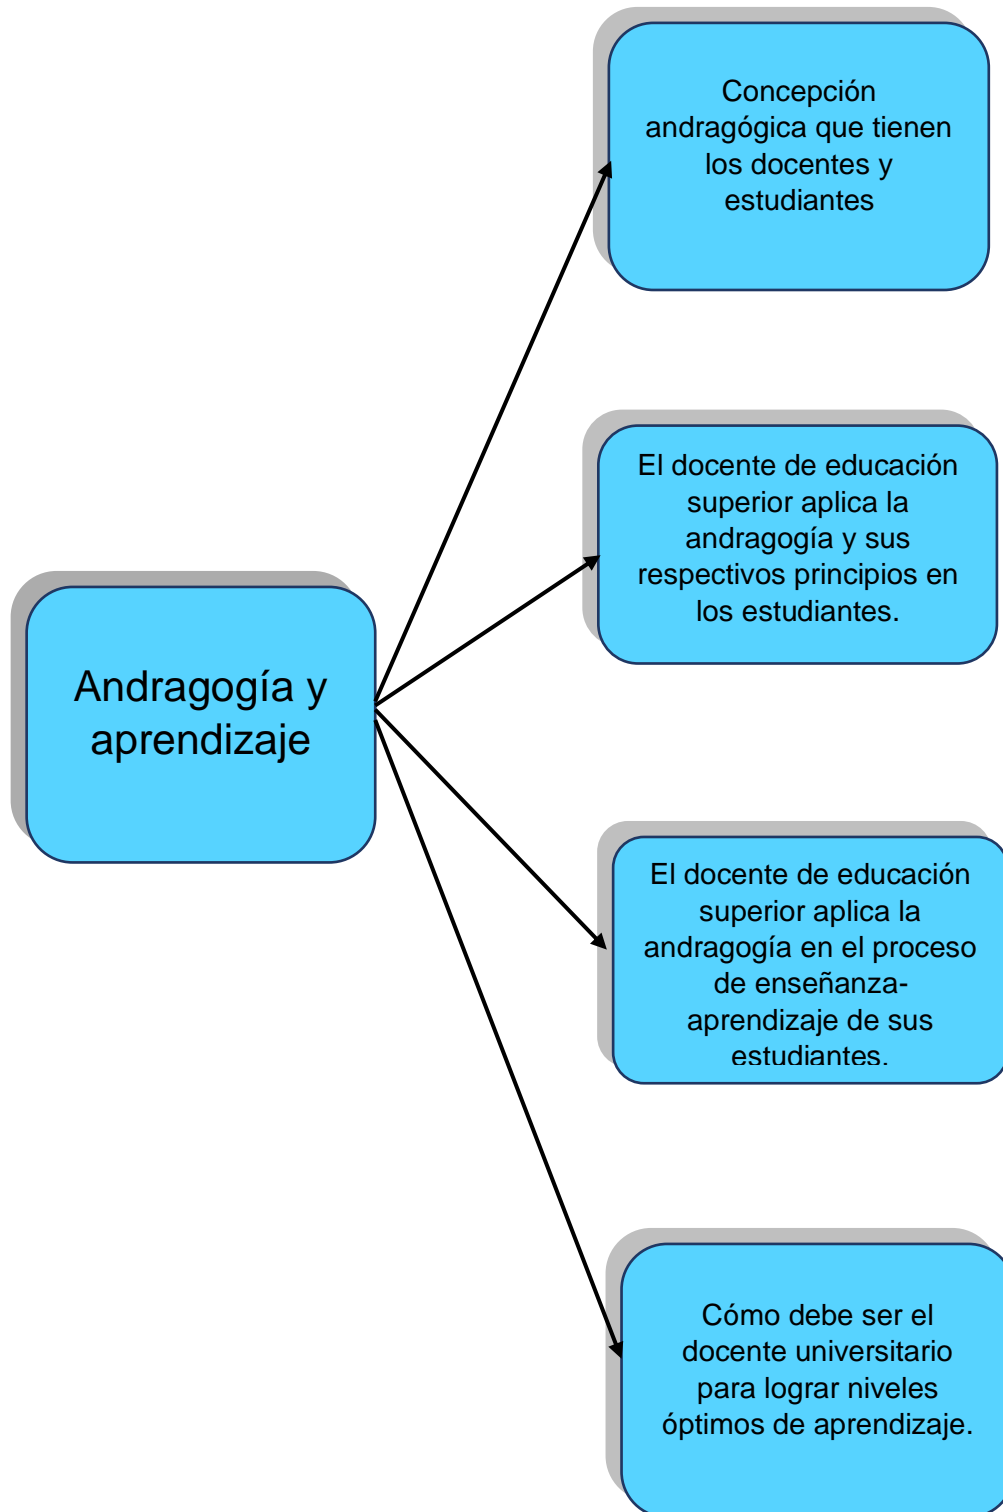 Concepción
andragógica que tienen
los docentes y
estudiantes
El docente de educación
superior aplica la
andragogía y sus
respectivos principios en
los estudiantes.
Andragogía y
aprendizaje
El docente de educación
superior aplica la
andragogía en el proceso
de enseñanza-
aprendizaje de sus
estudiantes.
Cómo debe ser el
docente universitario
para lograr niveles
óptimos de aprendizaje.